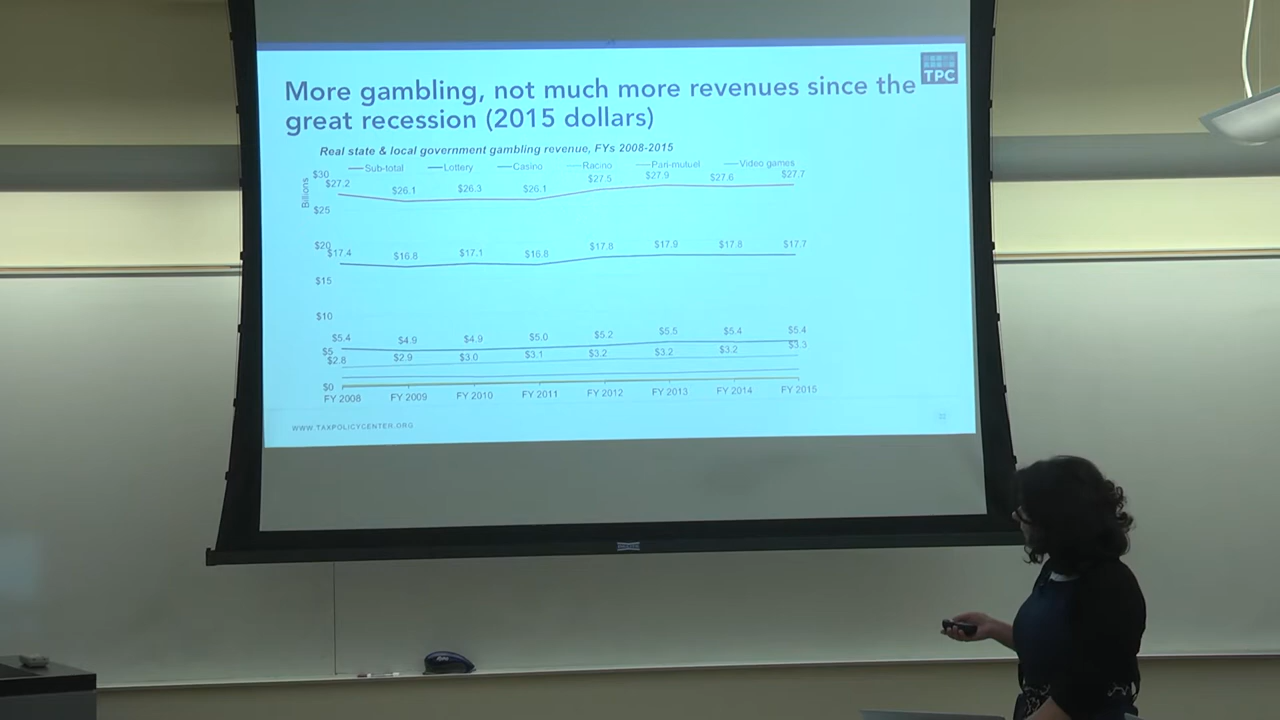 TPC
More gambling, not much more revenues since the
great recession (2015 dollars)
Real state & local government gambling revenue, FYs 2008-2015
Sub-total Lottery Casino Racino Pari-mutuel Video games
Billions
$30
$27.2 $26.1 $26.3 $26.1 $27.5 $27.9 $27.6 $27.7
$25
$20
$17.4 $16.8 $17.1 $16.8 $17.8 $17.9 $17.8 $17.7
$15
$10
$5.4 $4.9 $4.9 $5.0 $5.2 $5.5 $5.4 $5.4
$5
$2.8 $2.9 $3.0 $3.1 $3.2 $3.2 $3.2 $3.3
$0
FY 2008 FY 2009 FY 2010 FY 2011 FY 2012 FY 2013 FY 2014 FY 2015
WWW.TAXPOLICYCENTER.ORG